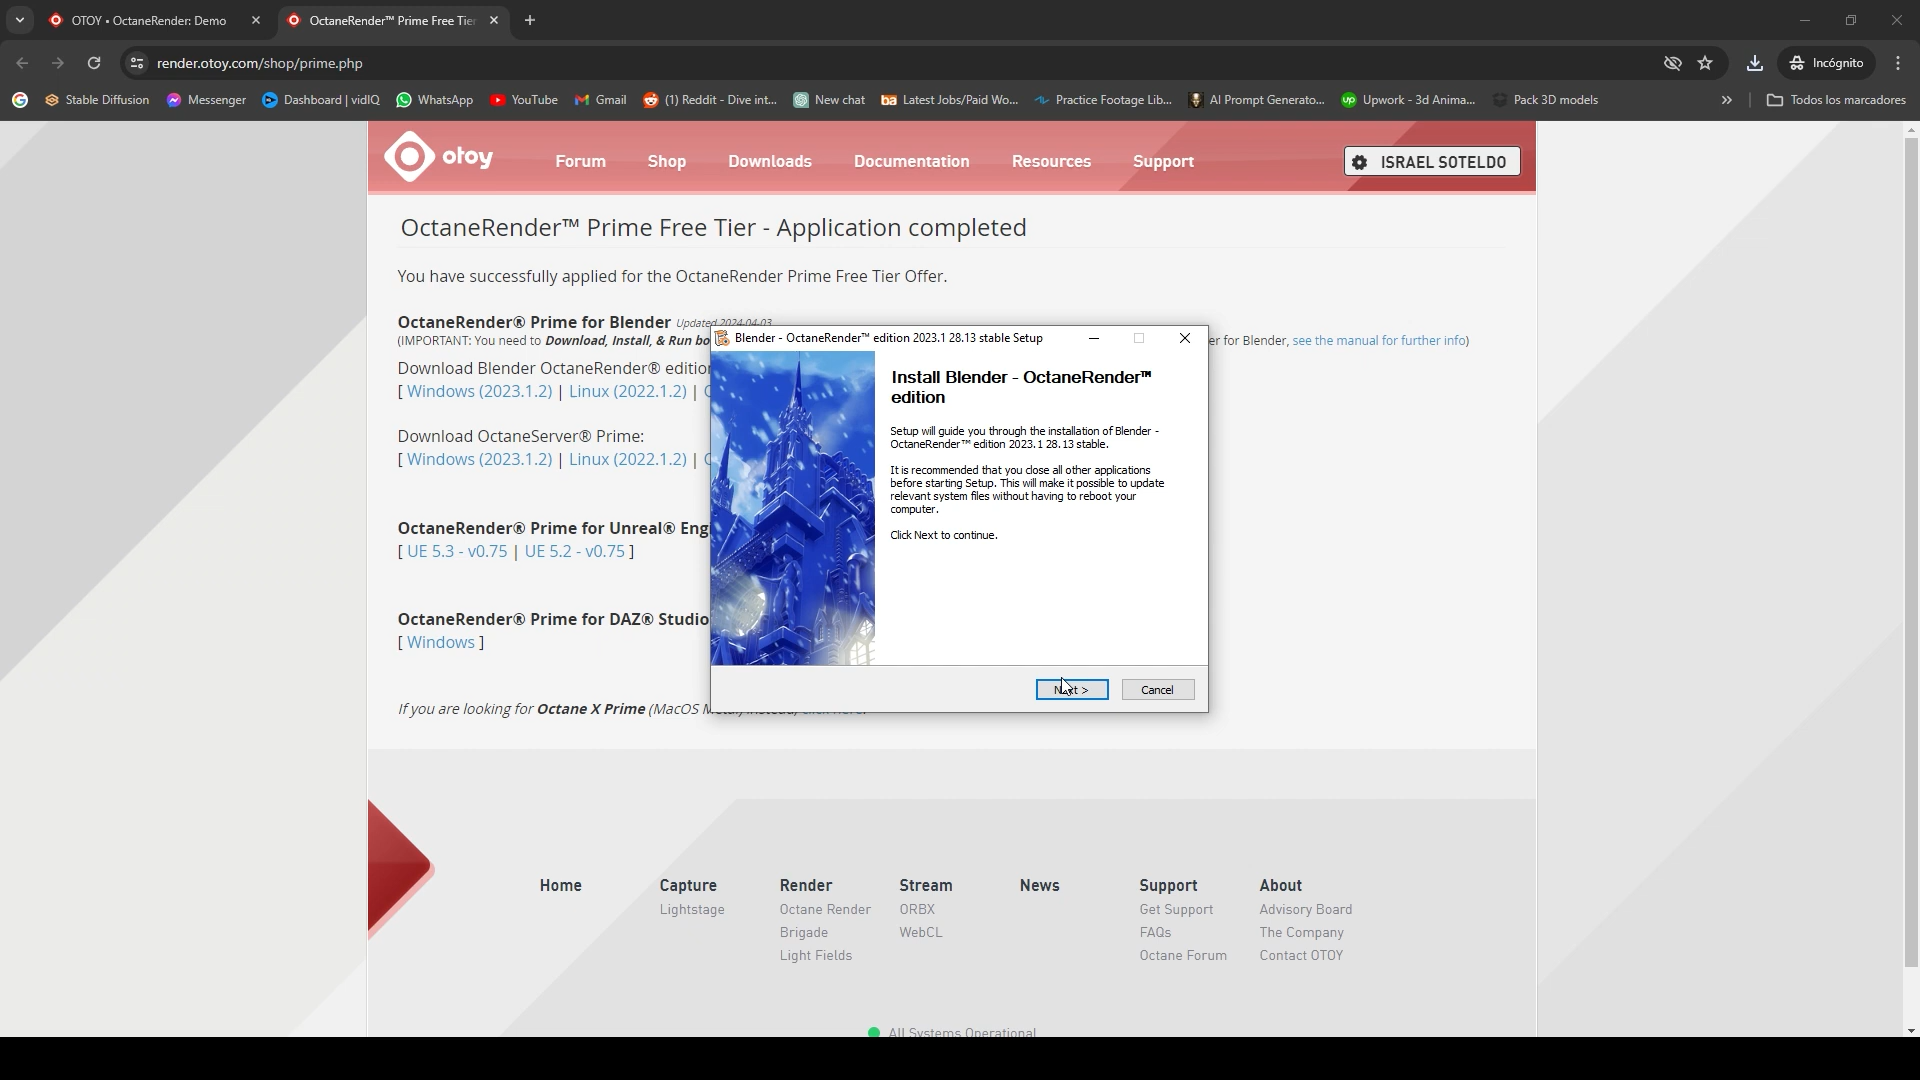 OTOY • OctaneRender: Demo
OctaneRender™ Prime Free Tier
render.otoy.com/shop/prime.php
Incógnito
Stable Diffusion
Messenger
Dashboard | vidIQ
WhatsApp
YouTube
Gmail
(1) Reddit - Dive int...
New chat
Latest Jobs/Paid Wo...
Practice Footage Lib...
AI Prompt Generato...
Upwork - 3d Anima...
Pack 3D models
»
Todos los marcadores
otoy
Forum
Shop
Downloads
Documentation
Resources
Support
ISRAEL SOTELDO
OctaneRender™ Prime Free Tier - Application completed
You have successfully applied for the OctaneRender Prime Free Tier Offer.
OctaneRender® Prime for Blender Updated 2024-04-03
(IMPORTANT: You need to Download, Install, & Run bo
er for Blender, see the manual for further info)
Download Blender OctaneRender® edition
[ Windows (2023.1.2) | Linux (2022.1.2) |
Download OctaneServer® Prime:
[ Windows (2023.1.2) | Linux (2022.1.2) |
OctaneRender® Prime for Unreal® Engi
[ UE 5.3 - v0.75 | UE 5.2 - v0.75 ]
OctaneRender® Prime for DAZ® Studio
[ Windows ]
If you are looking for Octane X Prime (MacOS
Blender - OctaneRender™ edition 2023.1 28.13 stable Setup
Install Blender - OctaneRender™
edition
Setup will guide you through the installation of Blender -
OctaneRender™ edition 2023.1 28.13 stable.
It is recommended that you close all other applications
before starting Setup. This will make it possible to update
relevant system files without having to reboot your
computer.
Click Next to continue.
Next >
Cancel
Home
Capture
Render
Stream
News
Support
About
Lightstage
Octane Render
ORBX
Get Support
Advisory Board
Brigade
WebCL
FAQs
The Company
Light Fields
Octane Forum
Contact OTOY
All Systems Operational